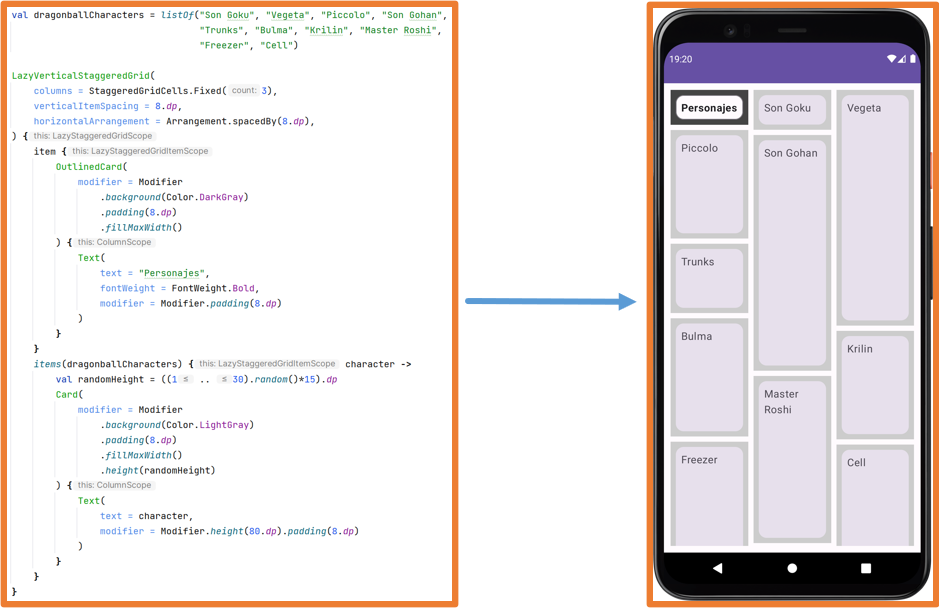 val dragonballCharacters = listOf("Son Goku", "Vegeta", "Piccolo", "Son Gohan",
"Trunks", "Bulma", "Krilin", "Master Roshi",
"Freezer", "Cell")
LazyVerticalStaggeredGrid(
columns = StaggeredGridCells.Fixed( count: 3),
verticalItemSpacing = 8.dp,
horizontalArrangement = Arrangement.spacedBy(8.dp),
) { this: LazyStaggeredGridScope
item { this: LazyStaggeredGridItemScope
OutlinedCard(
modifier = Modifier
.background(Color.DarkGray)
.padding(8.dp)
.fillMaxWidth()
) { this: ColumnScope
Text(
text = "Personajes",
fontWeight = FontWeight.Bold,
modifier = Modifier.padding(8.dp)
)
}
}
items(dragonballCharacters) { this: LazyStaggeredGridItemScope character ->
val randomHeight = ((1 ≤ .. ≤ 30).random()*15).dp
Card(
modifier = Modifier
.background(Color.LightGray)
.padding(8.dp)
.fillMaxWidth()
.height(randomHeight)
) { this: ColumnScope
Text(
text = character,
modifier = Modifier.height(80.dp).padding(8.dp)
)
}
}
}
19:20
Personajes
Son Goku
Vegeta
Piccolo
Son Gohan
Trunks
Bulma
Krilin
Master
Roshi
Freezer
Cell